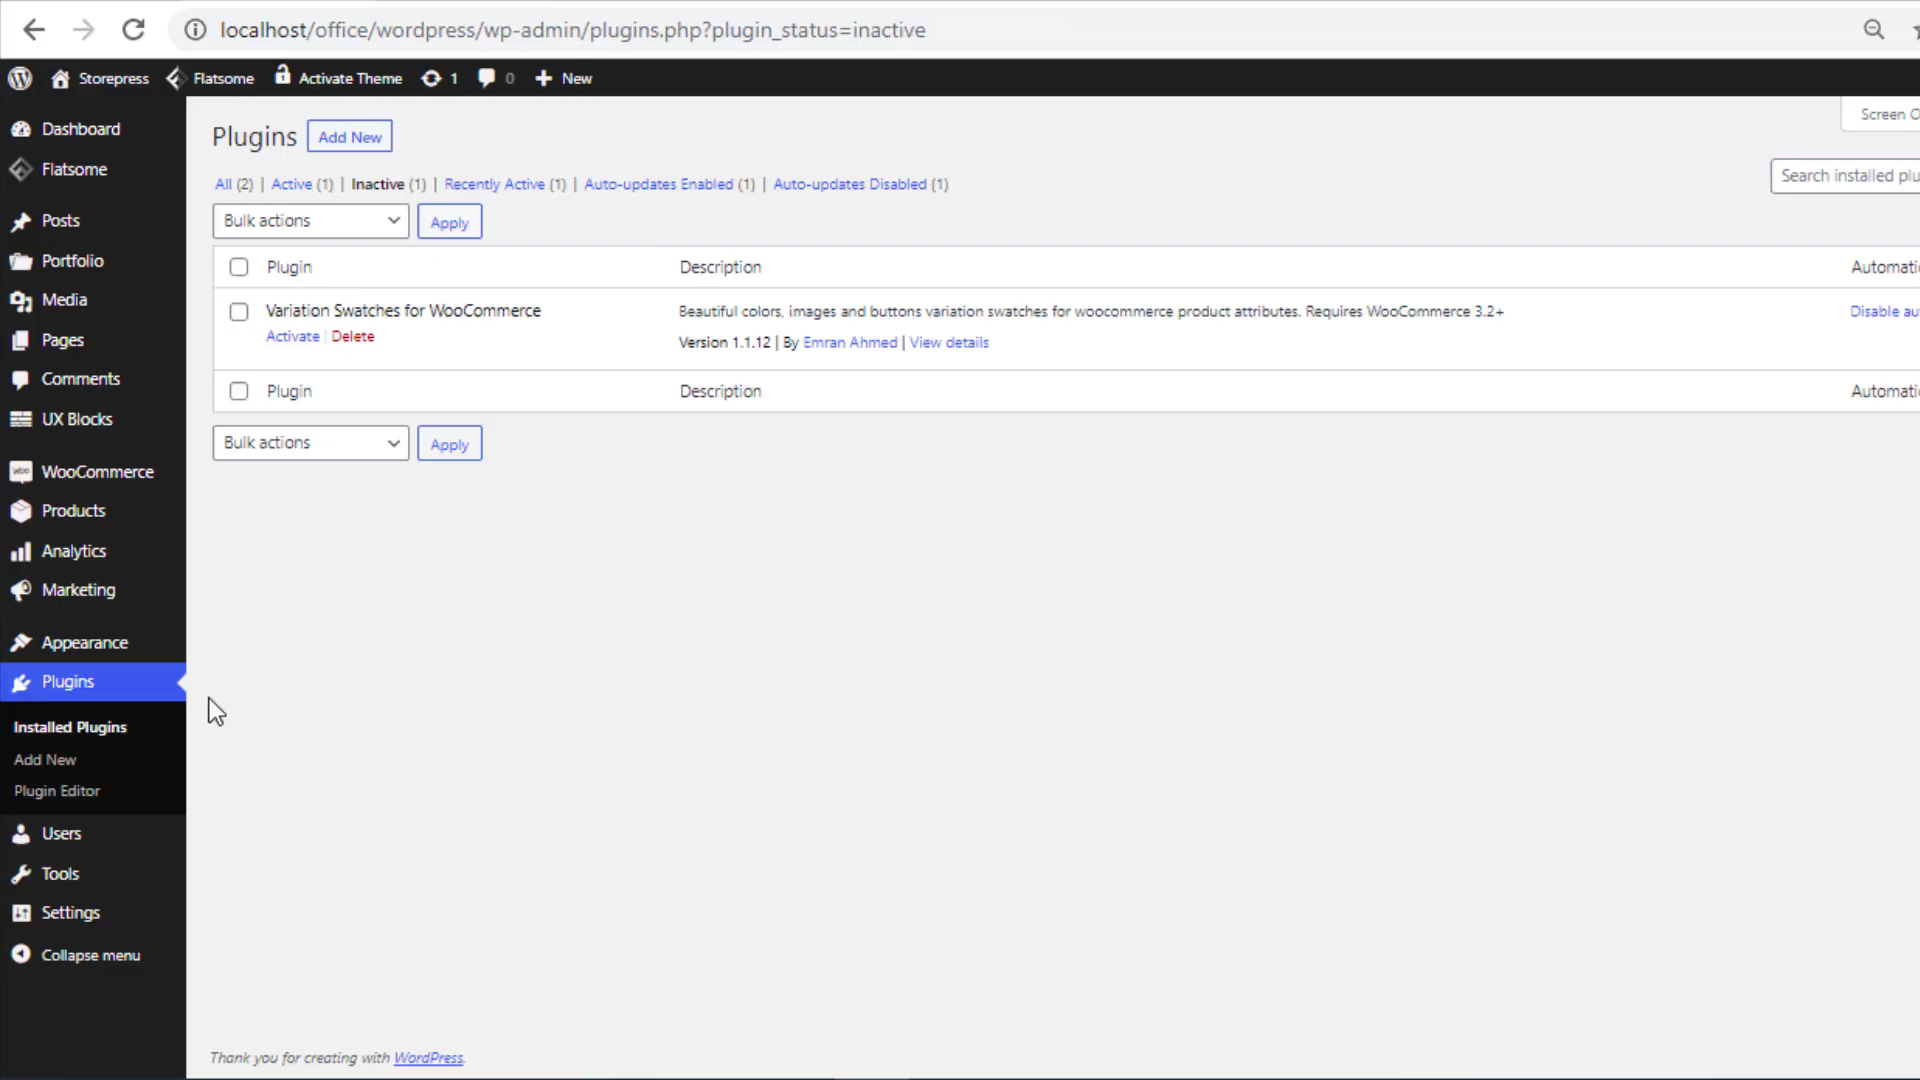 localhost/office/wordpress/wp-admin/plugins.php?plugin_status=inactive
Storepress Flatsome Activate Theme 1 0 New
Screen O
Dashboard
Flatsome
Posts
Portfolio
Media
Pages
Comments
UX Blocks
WooCommerce
Products
Analytics
Marketing
Appearance
Plugins
Installed Plugins
Add New
Plugin Editor
Users
Tools
Settings
Collapse menu
Plugins Add New
All (2) | Active (1) | Inactive (1) | Recently Active (1) | Auto-updates Enabled (1) | Auto-updates Disabled (1)
Search installed plu
Bulk actions Apply
Plugin Description Automati
Variation Swatches for WooCommerce Beautiful colors, images and buttons variation swatches for woocommerce product attributes. Requires WooCommerce 3.2+ Disable au
Activate | Delete Version 1.1.12 | By Emran Ahmed | View details
Plugin Description Automati
Bulk actions Apply
Thank you for creating with WordPress.